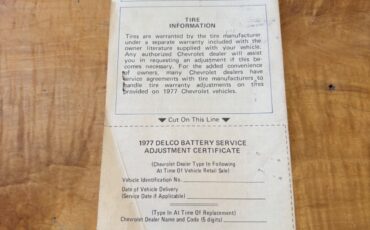 TIRE
INFORMATION
Tires are warranted by the tire manufacturer
under a separate warranty included with the
owner literature supplied with your vehicle.
Any authorized Chevrolet dealer will assist
you in requesting an adjustment if this be-
comes necessary. For the added convenience
of owners, many Chevrolet dealers have
service agreements with tire manufacturers to
handle tire warranty adjustments on tires
provided on 1977 Chevrolet vehicles.
Cut On This Line
1977 DELCO BATTERY SERVICE
ADJUSTMENT CERTIFICATE
(Chevrolet Dealer Type In Following
At Time Of Vehicle Retail Sale)
Vehicle Identification No.
Date of Vehicle Delivery
(Service Date if Applicable)
(Type In At Time Of Replacement)
Chevrolet Dealer Name and Code (5 digits)